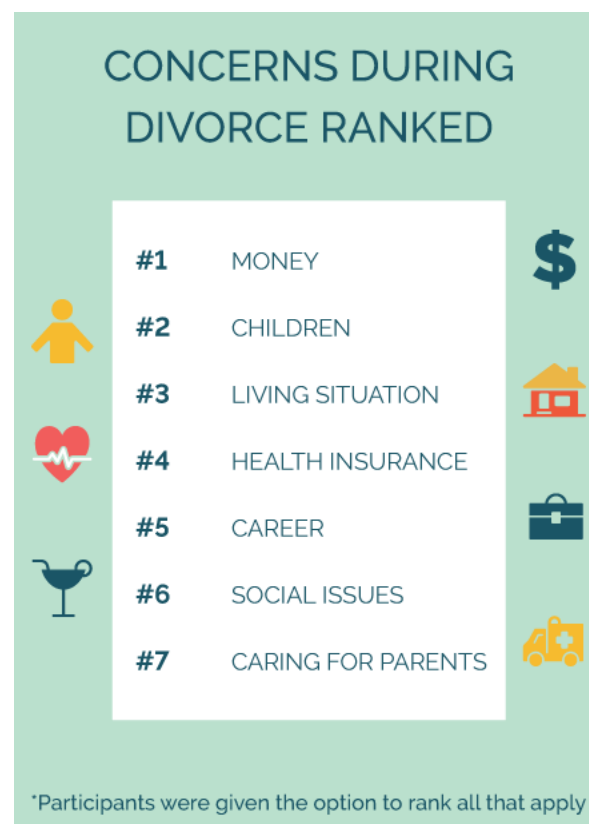 CONCERNS DURING
DIVORCE RANKED
#1 MONEY
#2 CHILDREN
#3 LIVING SITUATION
#4 HEALTH INSURANCE
#5 CAREER
#6 SOCIAL ISSUES
#7 CARING FOR PARENTS
*Participants were given the option to rank all that apply